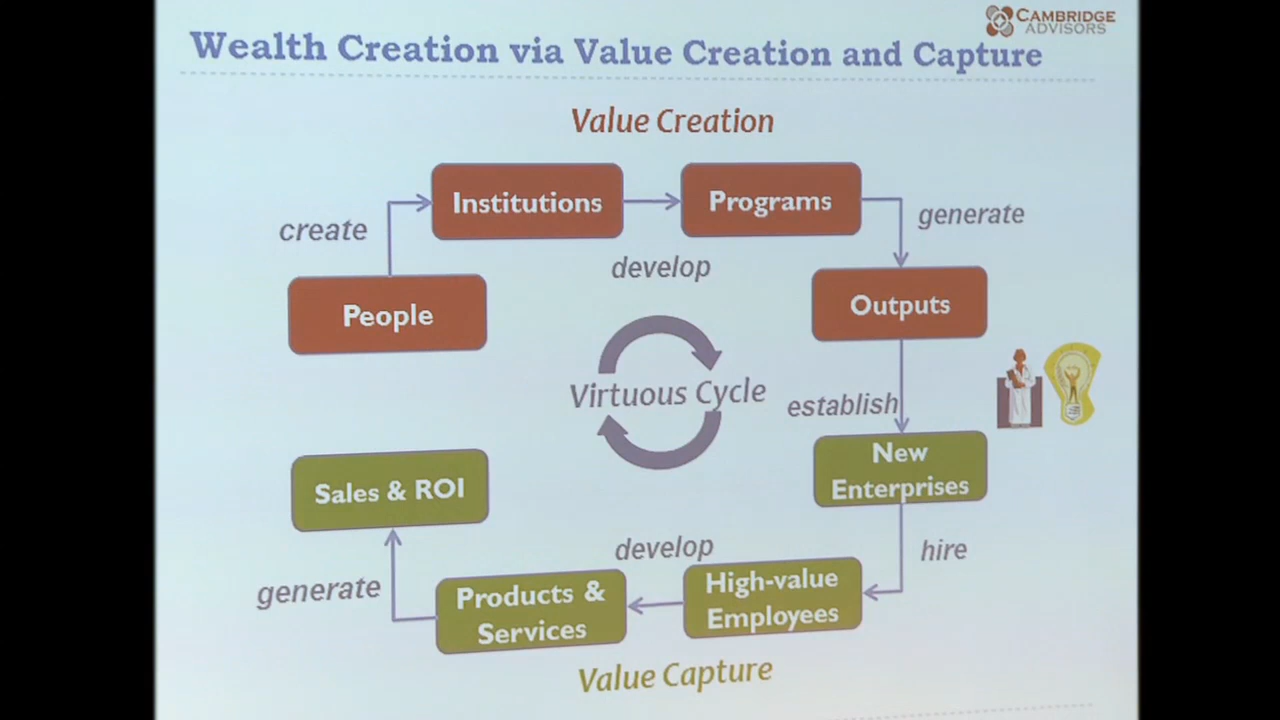 CAMBRIDGE
ADVISORS
Wealth Creation via Value Creation and Capture
Value Creation
create
Institutions
Programs
generate
develop
People
Outputs
Virtuous Cycle
establish
New
Enterprises
Sales & ROI
develop
hire
generate
Products &
Services
High-value
Employees
Value Capture